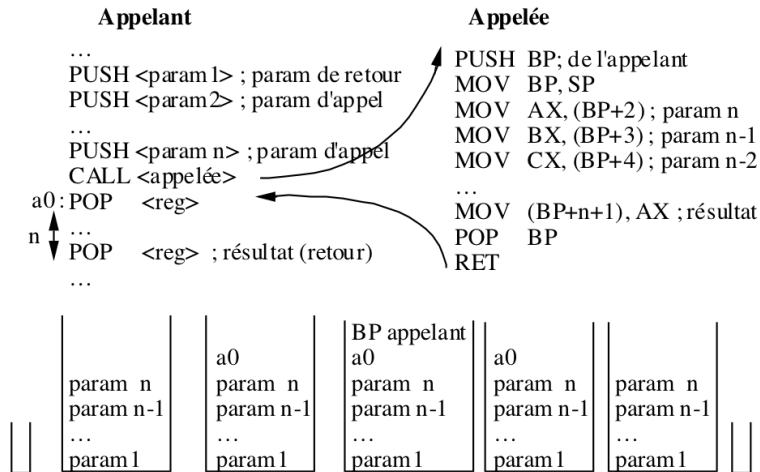 Appelant
…
PUSH <param1> ; param de retour
PUSH <param2> ; param d'appel
…
PUSH <param n> ; param d'appel
CALL <appelée>
a0: POP <reg>
n …
POP <reg> ; résultat (retour)
…
Appelée
PUSH BP; de l'appelant
MOV BP, SP
MOV AX, (BP+2) ; param n
MOV BX, (BP+3) ; param n-1
MOV CX, (BP+4) ; param n-2
…
MOV (BP+n+1), AX ; résultat
POP BP
RET
param n
param n-1
…
param1
a0
param n
param n-1
…
param1
BP appelant
a0
param n
param n-1
…
param1
a0
param n
param n-1
…
param1
param n
param n-1
…
param1